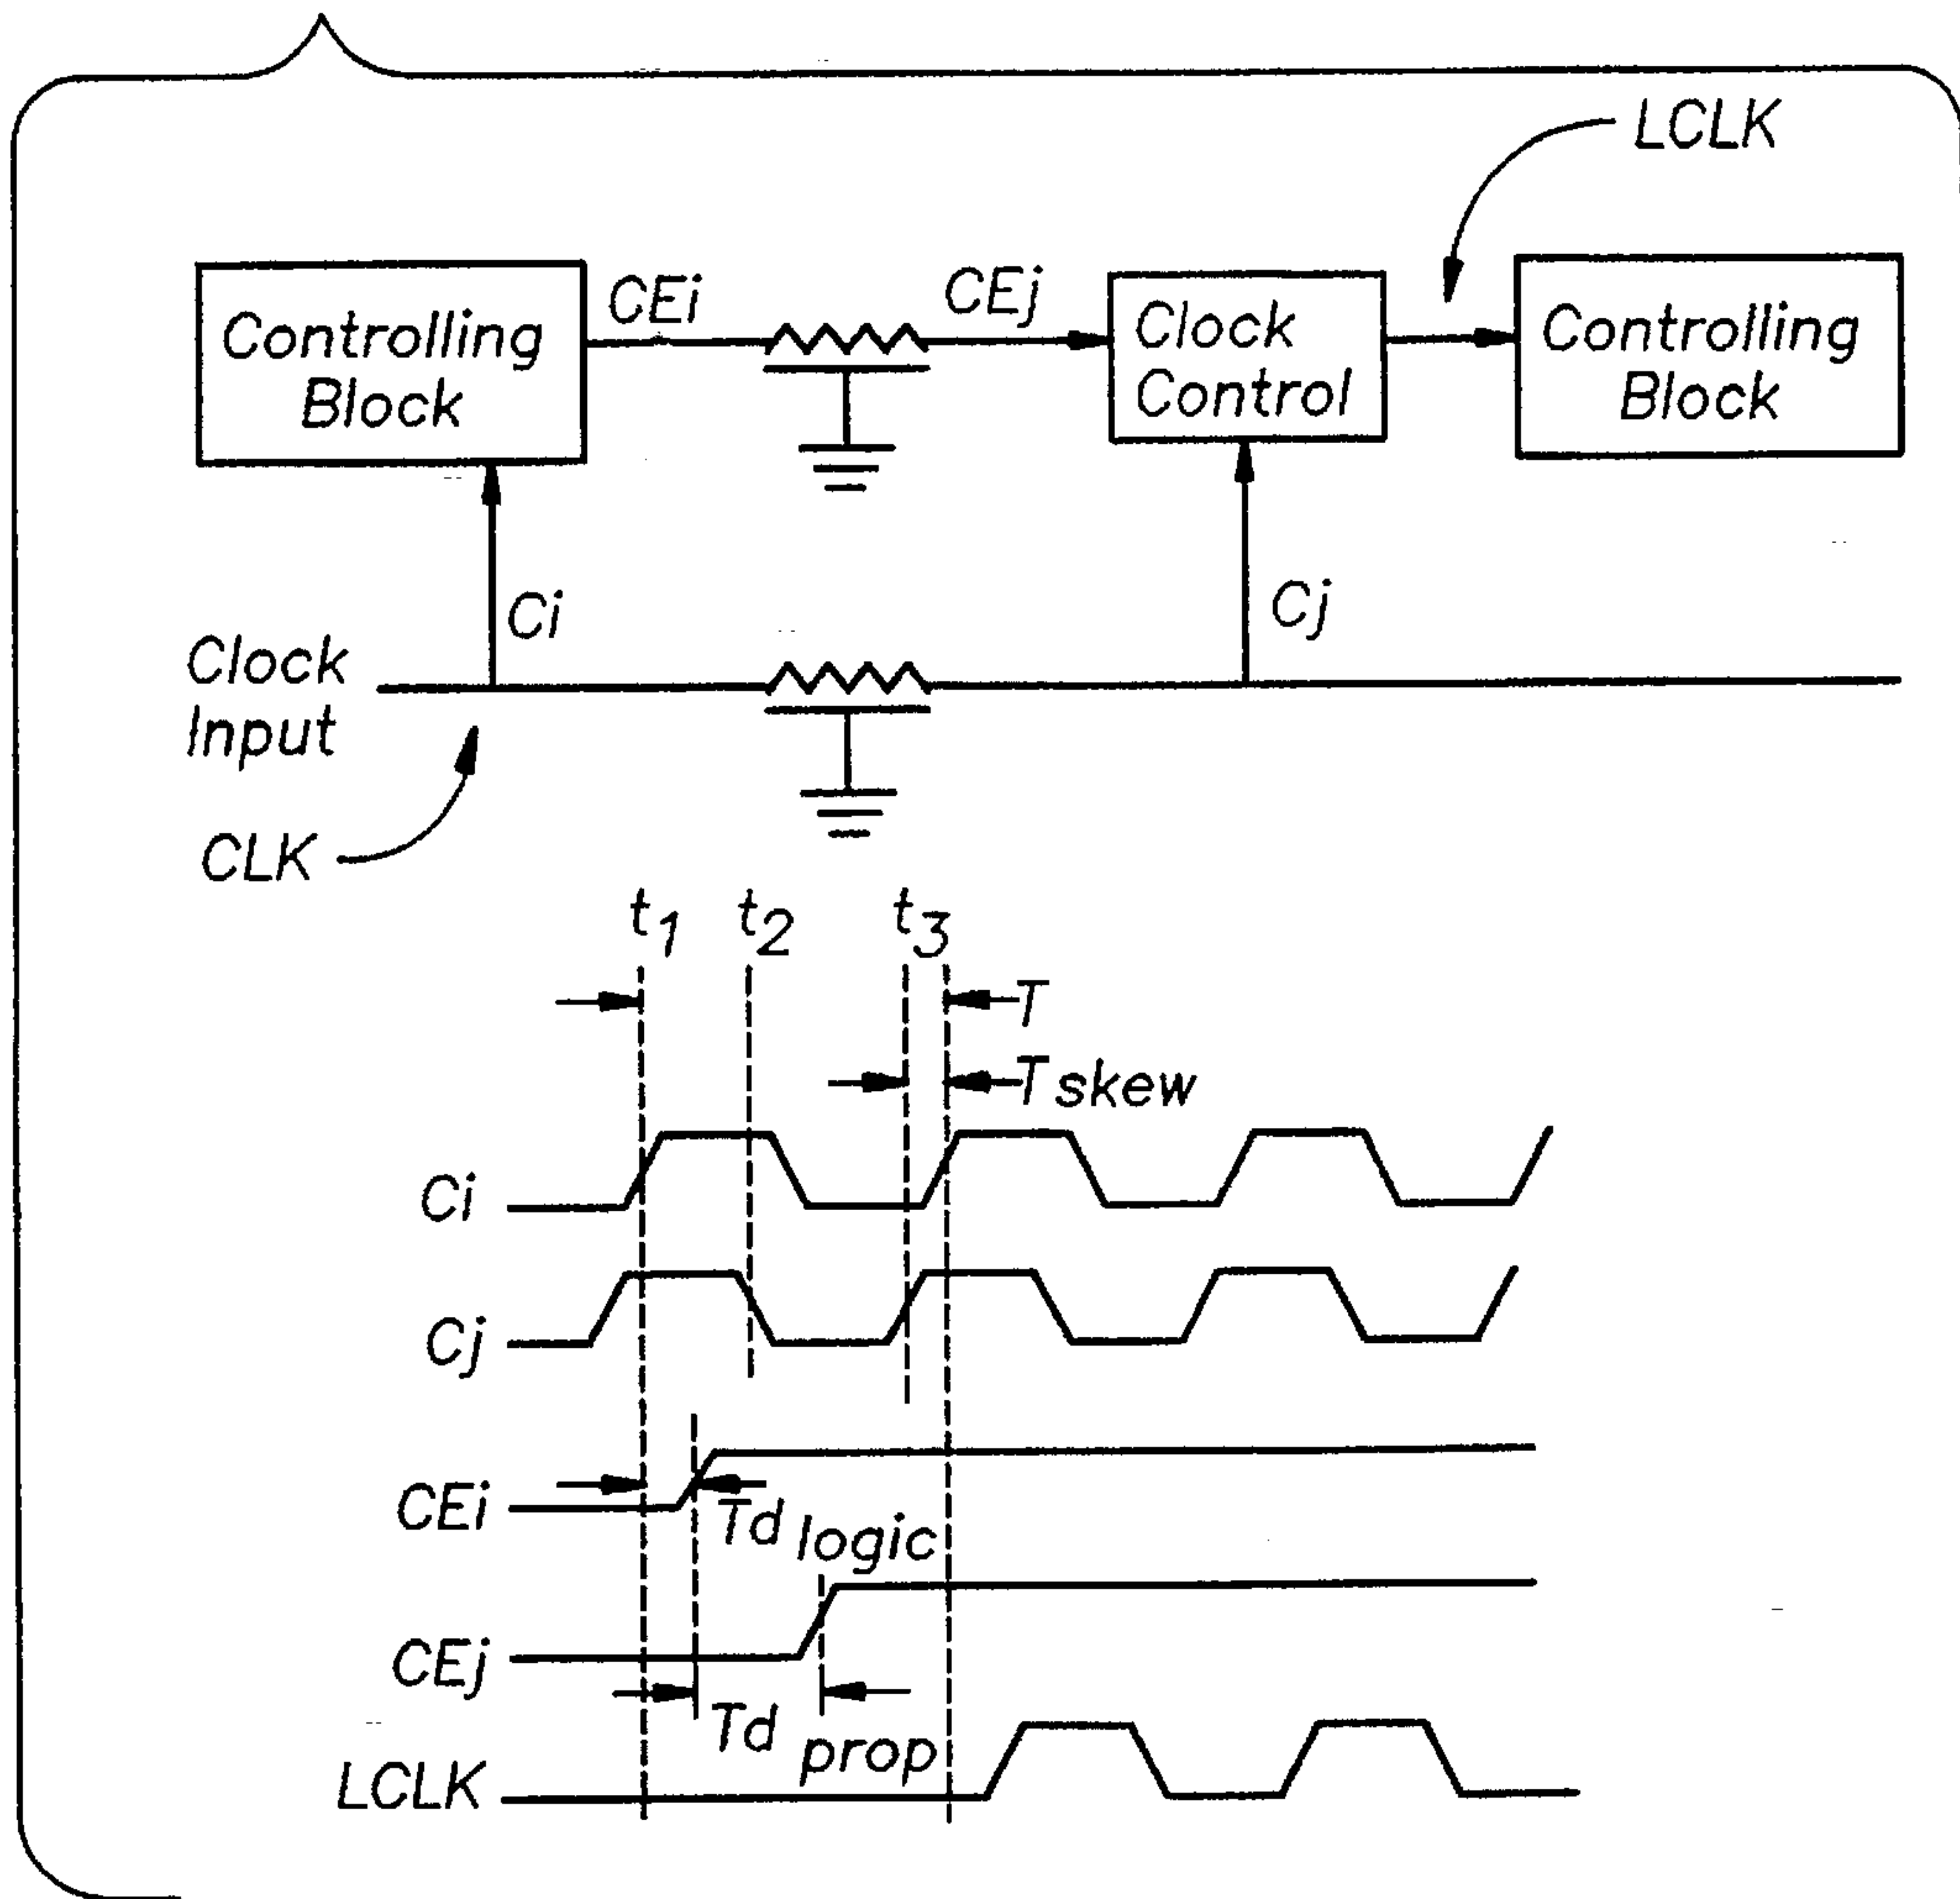 LCLK
Controlling
Block
CEi
CEj
Clock
Control
Controlling
Block
Ci
Cj
Clock
Input
CLK
t1
t2
t3
T
Tskew
Ci
Cj
CEi
Td logic
CEj
Td prop
LCLK